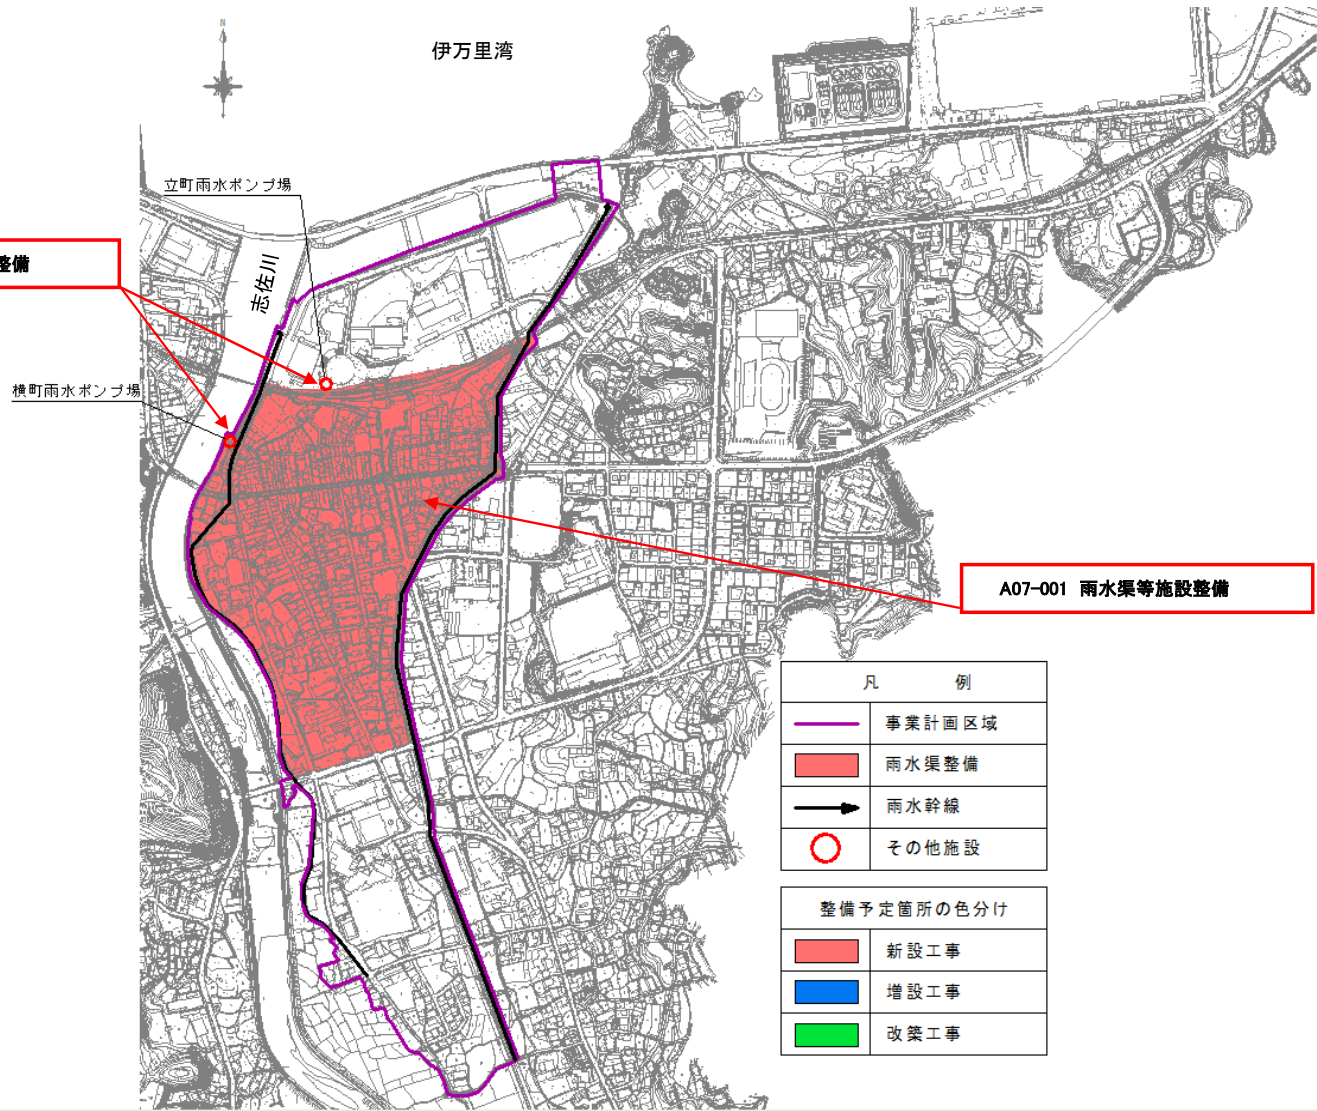 N
伊万里湾
立町雨水ポンプ場
整備
志佐川
横町雨水ポンプ場
A07-001 雨水渠等施設整備
凡 例
事業計画区域
雨水渠整備
雨水幹線
その他施設
整備予定箇所の色分け
新設工事
増設工事
改築工事